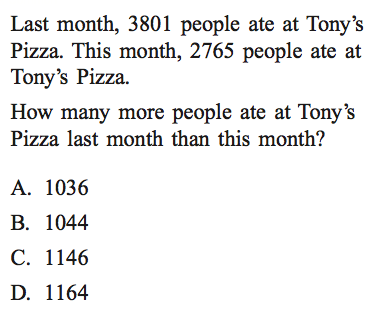 Last month, 3801 people ate at Tony’s
Pizza. This month, 2765 people ate at
Tony’s Pizza.
How many more people ate at Tony’s
Pizza last month than this month?
A. 1036
B. 1044
C. 1146
D. 1164